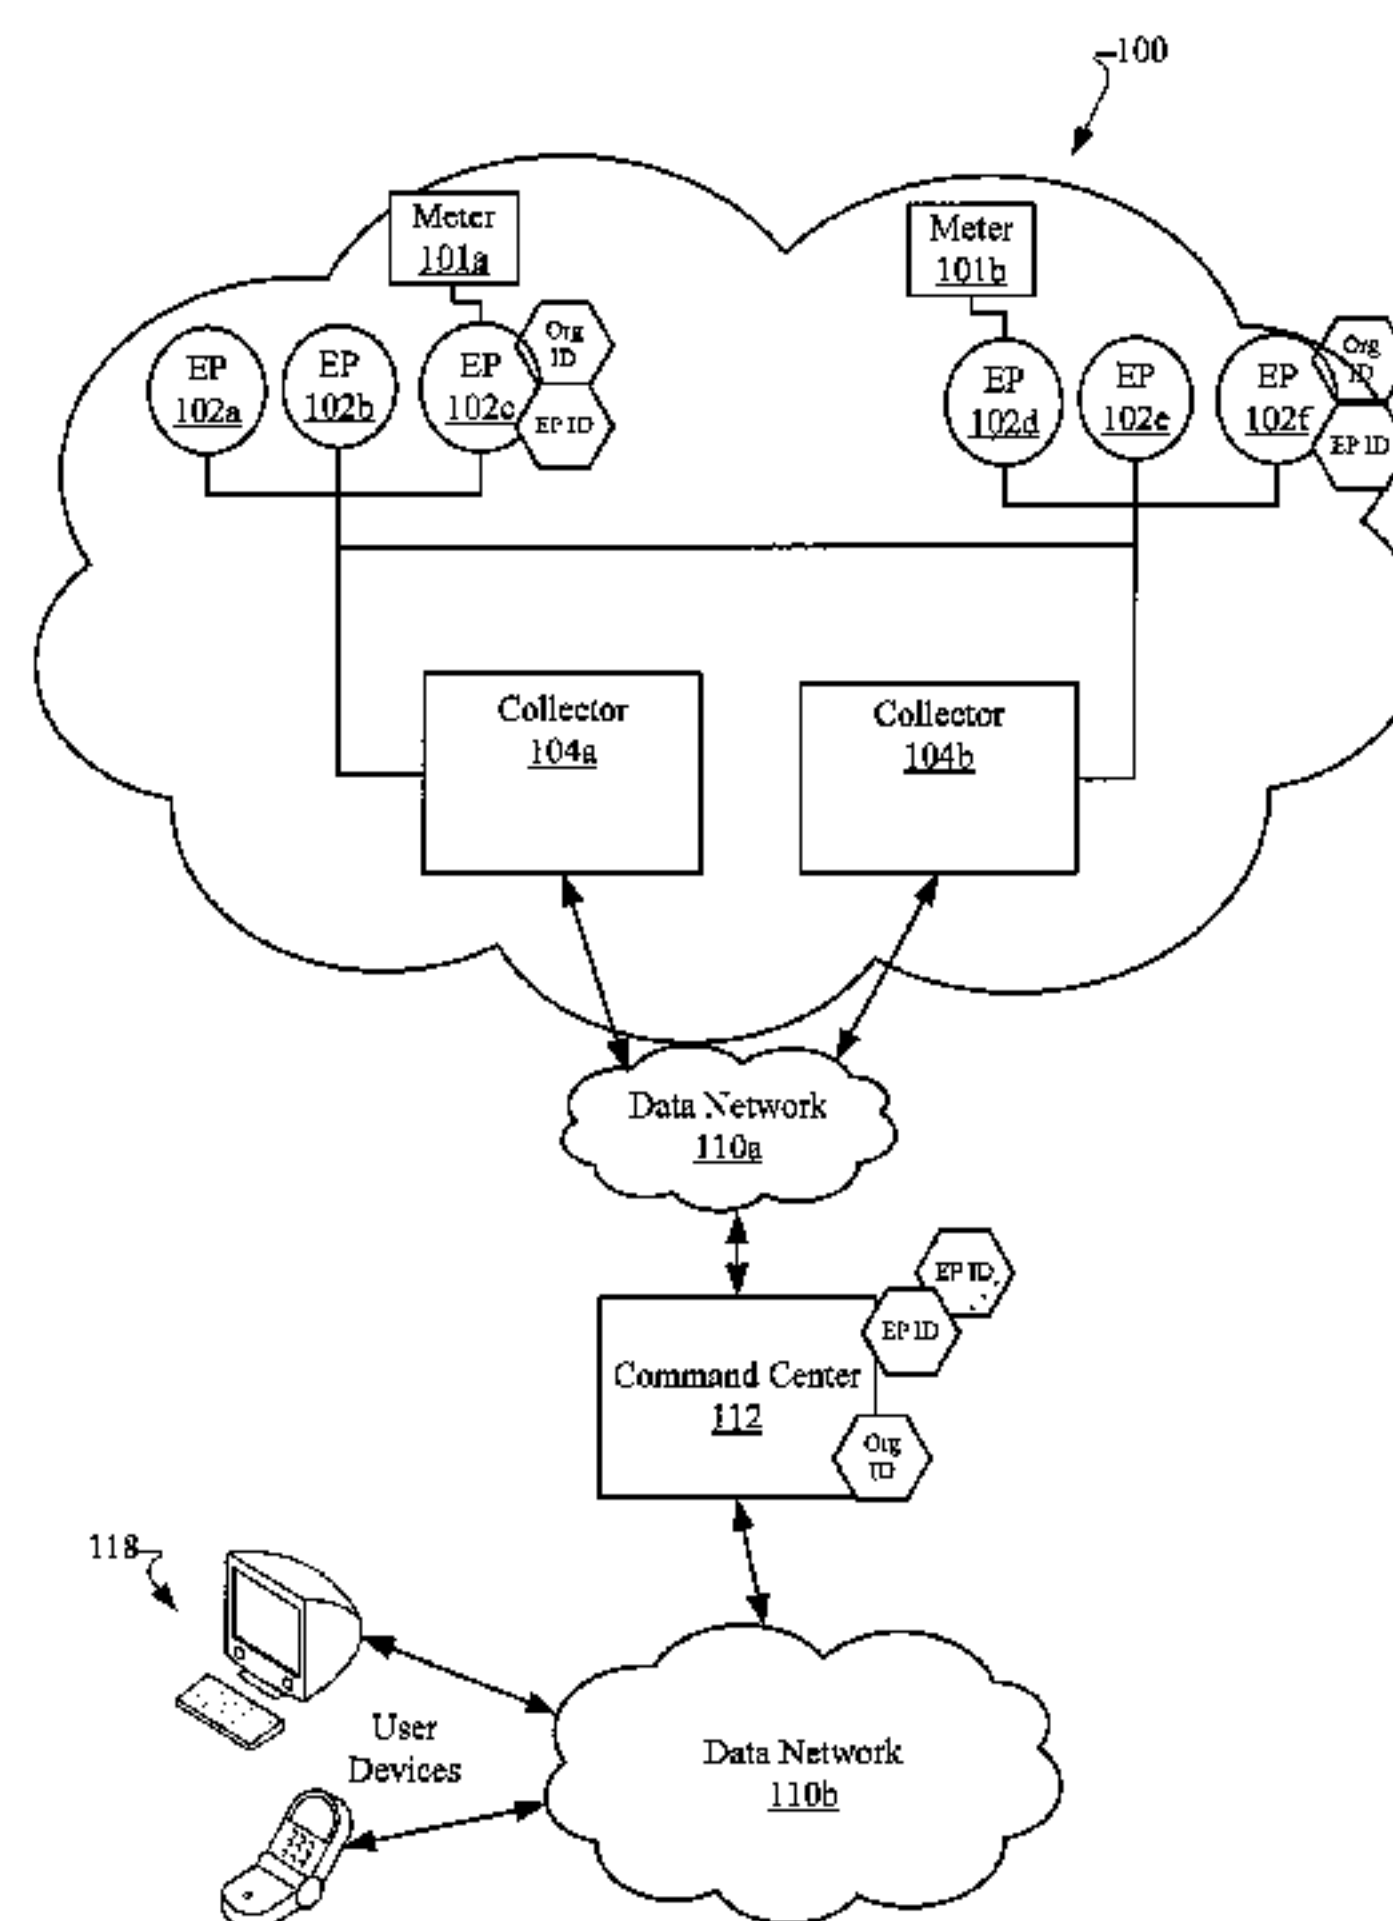 100
Meter
101a
Meter
101b
Org
ID
EP
102a
EP
102b
EP
102c
EP ID
Org
ID
EP
102d
EP
102e
EP
102f
EP ID
Collector
104a
Collector
104b
Data Network
110a
EP ID
EP ID
Command Center
112
Org
ID
118
User
Devices
Data Network
110b